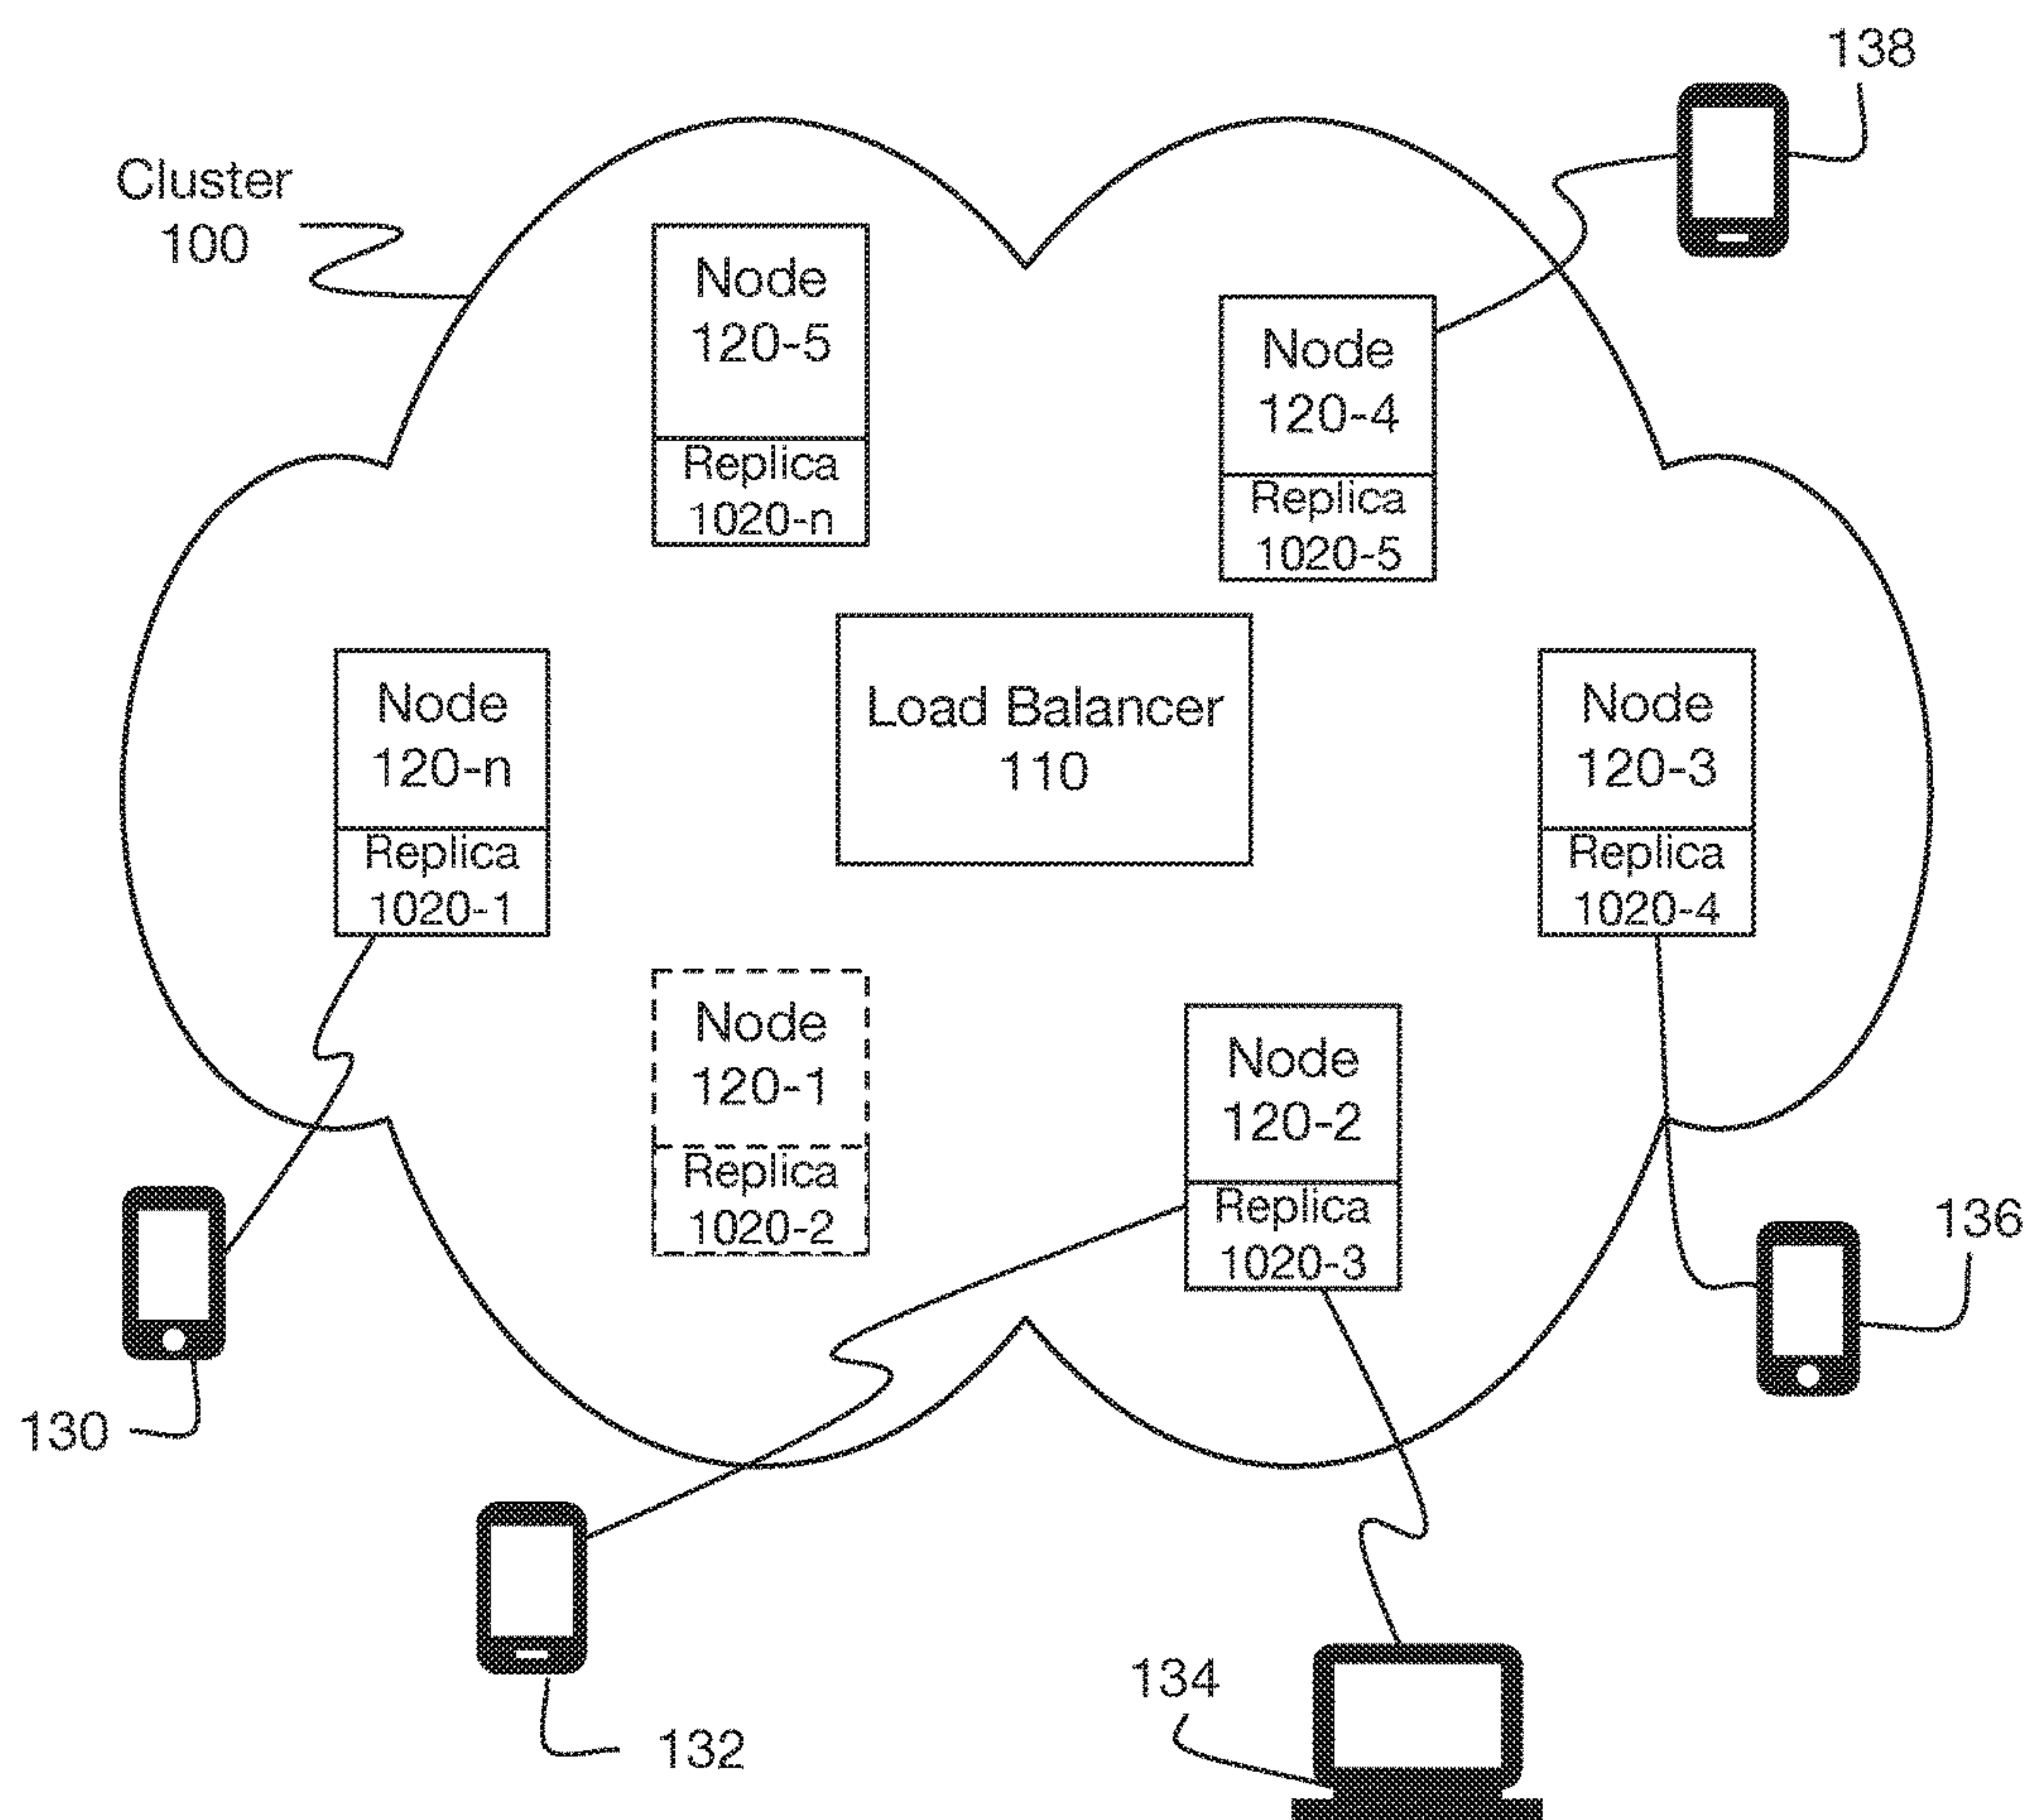 138
Cluster
100
Node
120-5
Replica
1020-n
Node
120-4
Replica
1020-5
Node
120-n
Replica
1020-1
Load Balancer
110
Node
120-3
Replica
1020-4
Node
120-1
Replica
1020-2
Node
120-2
Replica
1020-3
136
130
134
132